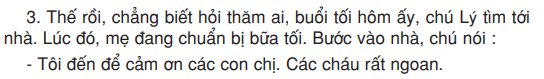 3. Thế rồi, chẳng biết hỏi thăm ai, buổi tối hôm ấy, chú Lý tìm tới
nhà. Lúc đó, mẹ đang chuẩn bị bữa tối. Bước vào nhà, chú nói :
- Tôi đến để cảm ơn các con chị. Các cháu rất ngoan.